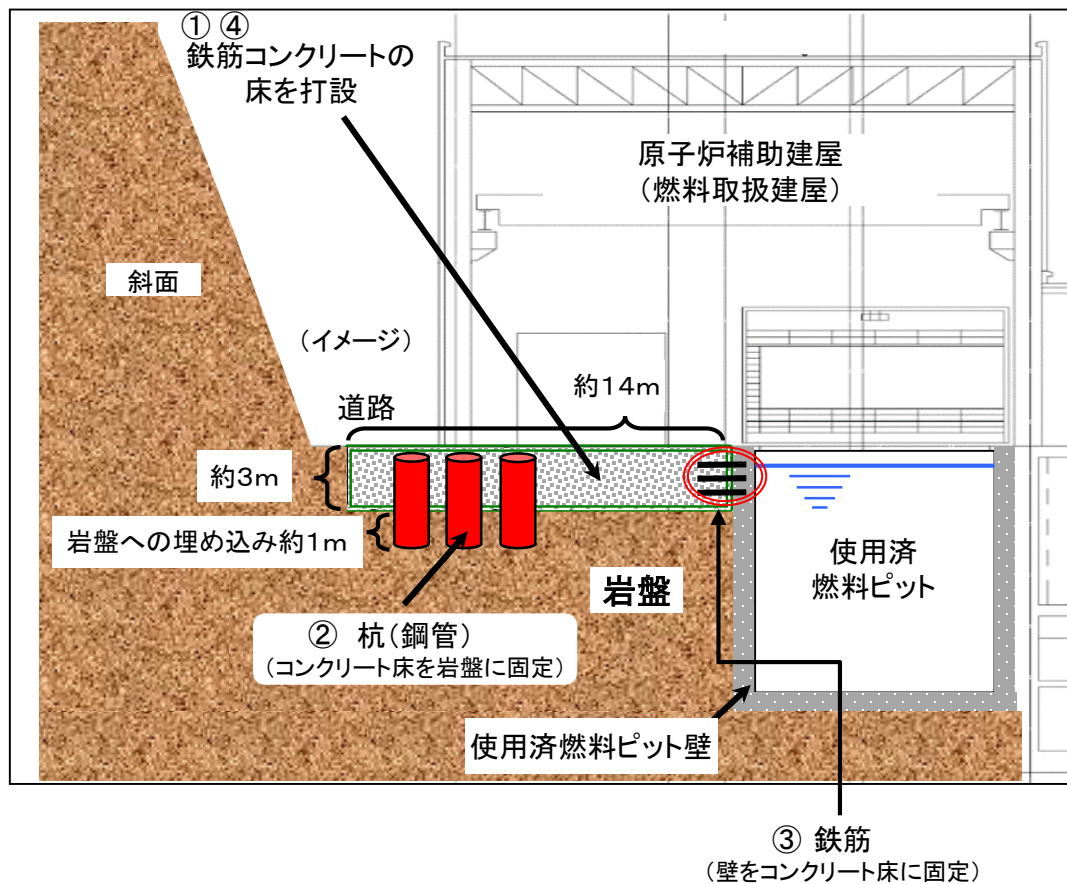 ① ④
鉄筋コンクリートの
床を打設
原子炉補助建屋
（燃料取扱建屋）
斜面
（イメージ）
約１４ｍ
道路
約３ｍ
岩盤への埋め込み約１ｍ
使用済
燃料ピット
岩盤
② 杭（鋼管）
（コンクリート床を岩盤に固定）
使用済燃料ピット壁
③ 鉄筋
（壁をコンクリート床に固定）